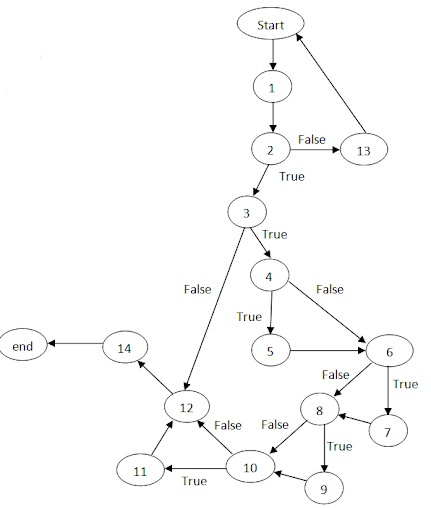 Start
1
2
False
13
True
3
True
4
False
False
True
5
6
end
14
False
True
12
8
False
False
7
True
11
10
True
9